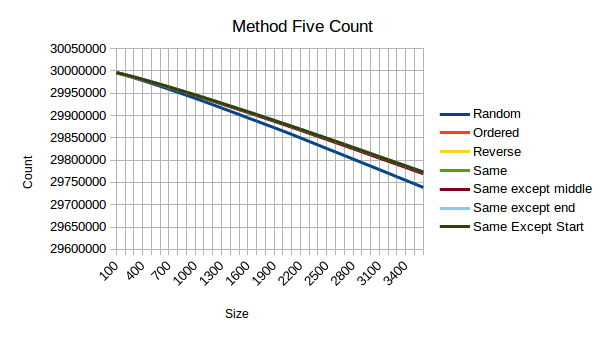 Method Five Count
30050000
30000000
29950000
29900000
29850000
29800000
29750000
29700000
29650000
29600000
Count
100 400 700 1000 1300 1600 1900 2200 2500 2800 3100 3400
Size
Random
Ordered
Reverse
Same
Same except middle
Same except end
Same Except Start